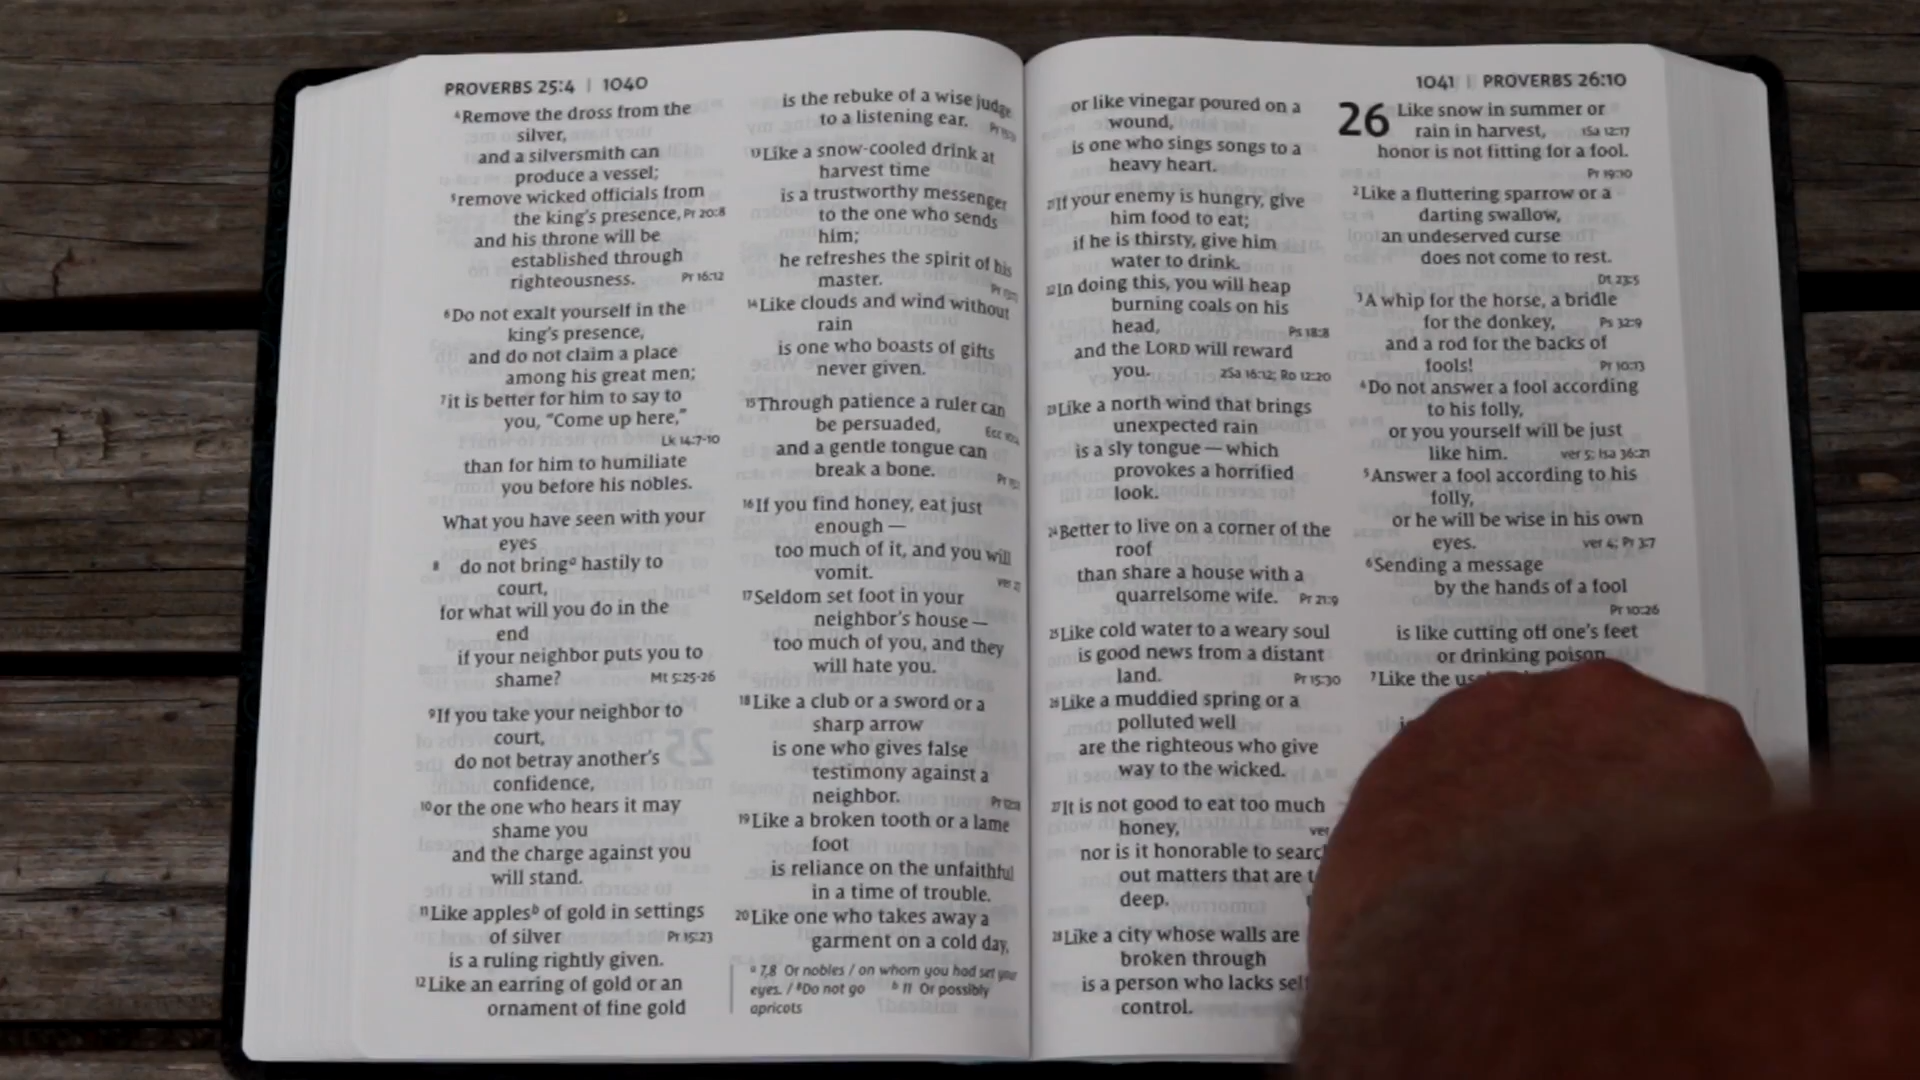 PROVERBS 25:4 | 1040
⁴Remove the dross from the
silver,
and a silversmith can
produce a vessel;
⁵remove wicked officials from
the king's presence, Pr 20:8
and his throne will be
established through
righteousness. Pr 16:12
⁶Do not exalt yourself in the
king's presence,
and do not claim a place
among his great men;
⁷it is better for him to say to
you, “Come up here,”
Lk 14:7-10
than for him to humiliate
you before his nobles.
What you have seen with your
eyes
8 do not bringᵃ hastily to
court,
for what will you do in the
end
if your neighbor puts you to
shame? Mt 5:25-26
⁹If you take your neighbor to
court,
do not betray another's
confidence,
¹⁰or the one who hears it may
shame you
and the charge against you
will stand.
¹¹Like applesᵇ of gold in settings
of silver Pr 15:23
is a ruling rightly given.
¹²Like an earring of gold or an
ornament of fine gold
is the rebuke of a wise judge
to a listening ear.
¹³Like a snow-cooled drink at
harvest time
is a trustworthy messenger
to the one who sends
him;
he refreshes the spirit of his
master.
¹⁴Like clouds and wind without
rain
is one who boasts of gifts
never given.
¹⁵Through patience a ruler can
be persuaded, Ecc 10:4
and a gentle tongue can
break a bone.
¹⁶If you find honey, eat just
enough —
too much of it, and you will
vomit. ver 27
¹⁷Seldom set foot in your
neighbor's house —
too much of you, and they
will hate you.
¹⁸Like a club or a sword or a
sharp arrow
is one who gives false
testimony against a
neighbor.
¹⁹Like a broken tooth or a lame
foot
is reliance on the unfaithful
in a time of trouble.
²⁰Like one who takes away a
garment on a cold day,
ᵃ 7,8 Or nobles / on whom you had set your
eyes. / ⁸Do not go ᵇ 11 Or possibly
apricots
1041 | PROVERBS 26:10
or like vinegar poured on a
wound,
is one who sings songs to a
heavy heart.
²¹If your enemy is hungry, give
him food to eat;
if he is thirsty, give him
water to drink.
²²In doing this, you will heap
burning coals on his
head, Ps 18:8
and the LORD will reward
you. 2Sa 16:12; Ro 12:20
²³Like a north wind that brings
unexpected rain
is a sly tongue — which
provokes a horrified
look.
²⁴Better to live on a corner of the
roof
than share a house with a
quarrelsome wife. Pr 21:9
²⁵Like cold water to a weary soul
is good news from a distant
land. Pr 15:30
²⁶Like a muddied spring or a
polluted well
are the righteous who give
way to the wicked.
²⁷It is not good to eat too much
honey, ver
nor is it honorable to search
out matters that are
deep.
²⁸Like a city whose walls are
broken through
is a person who lacks
control.
26 Like snow in summer or
rain in harvest, 1Sa 12:17
honor is not fitting for a fool.
Pr 19:10
²Like a fluttering sparrow or a
darting swallow,
an undeserved curse
does not come to rest.
Dt 23:5
³A whip for the horse, a bridle
for the donkey, Ps 32:9
and a rod for the backs of
fools! Pr 10:13
⁴Do not answer a fool according
to his folly,
or you yourself will be just
like him. ver 5; Isa 36:21
⁵Answer a fool according to his
folly,
or he will be wise in his own
eyes. ver 4; Pr 3:7
⁶Sending a message
by the hands of a fool
Pr 10:26
is like cutting off one's feet
or drinking poison
⁷Like the